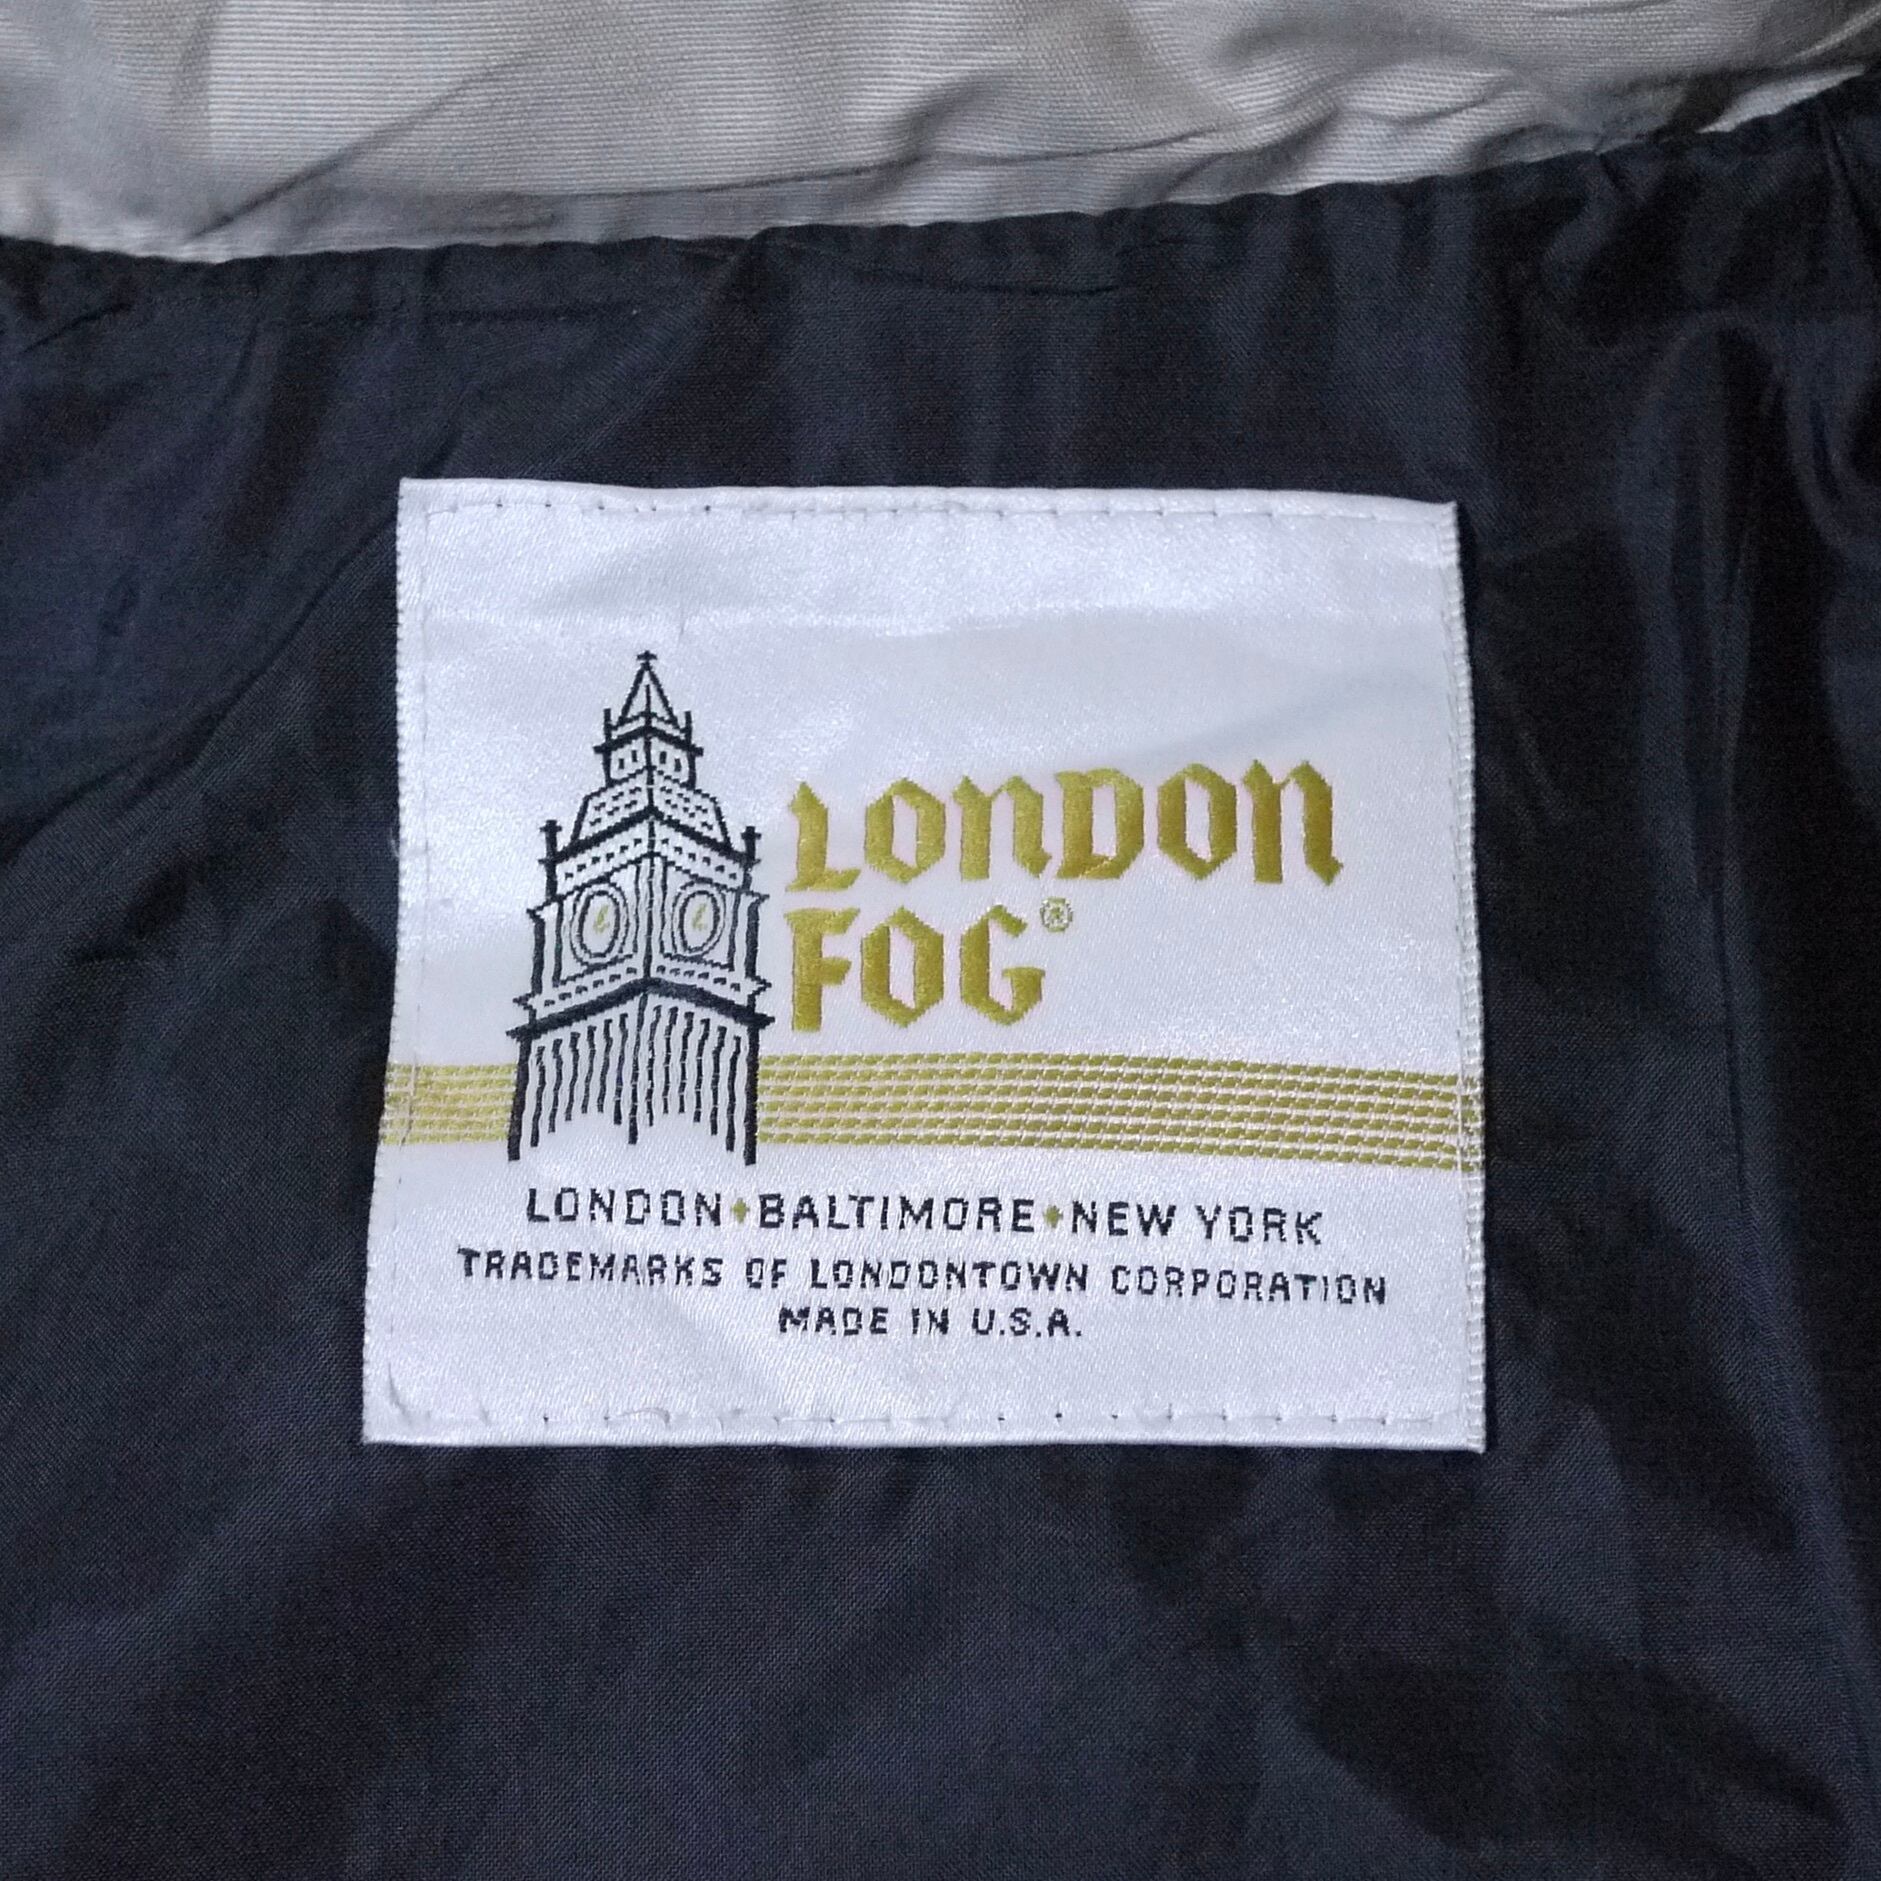 LONDON
FOG®
LONDON♦BALTIMORE♦NEW YORK
TRADEMARKS OF LONDONTOWN CORPORATION
MADE IN U.S.A.